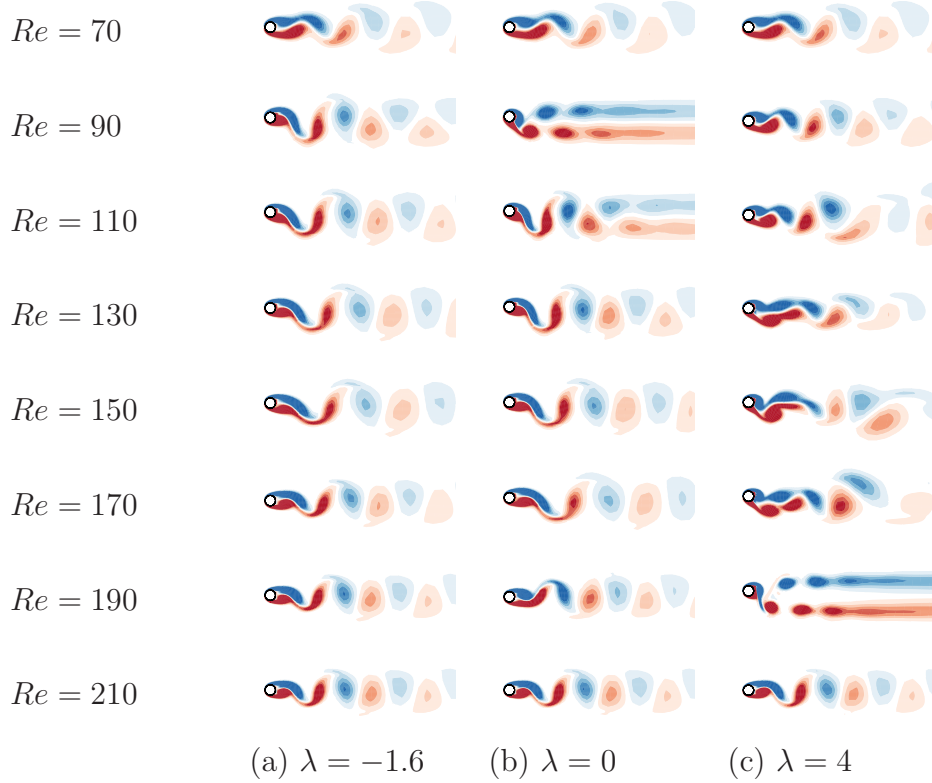 Re = 70
Re = 90
Re = 110
Re = 130
Re = 150
Re = 170
Re = 190
Re = 210
(a) λ = −1.6 (b) λ = 0 (c) λ = 4